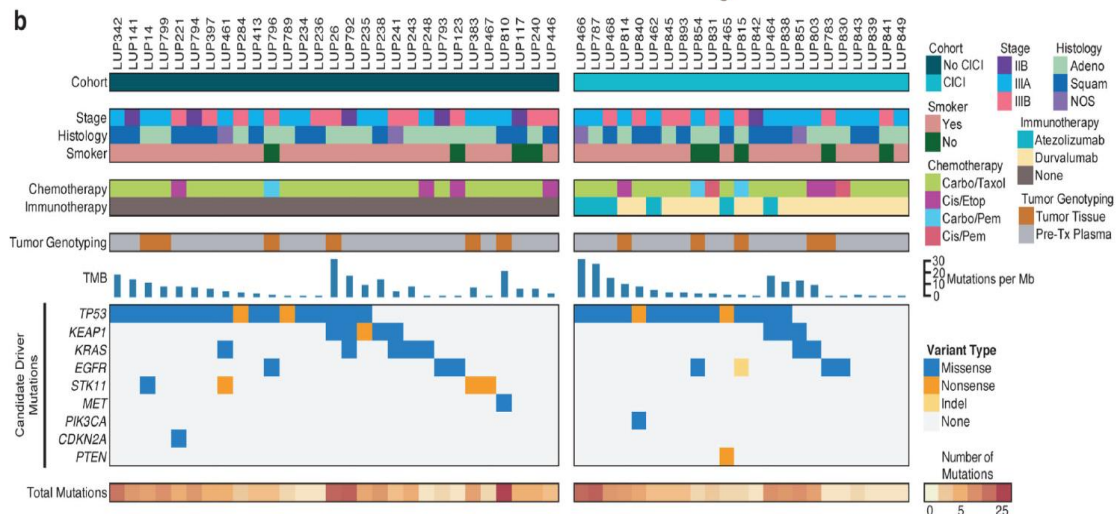 b
LUP342 LUP141 LUP14 LUP799 LUP221 LUP794 LUP397 LUP461 LUP284 LUP413 LUP796 LUP789 LUP234 LUP236 LUP26 LUP792 LUP235 LUP238 LUP241 LUP243 LUP248 LUP793 LUP123 LUP383 LUP467 LUP810 LUP117 LUP240 LUP446 LUP466 LUP787 LUP468 LUP814 LUP840 LUP462 LUP845 LUP893 LUP854 LUP831 LUP465 LUP815 LUP842 LUP464 LUP838 LUP851 LUP803 LUP783 LUP830 LUP843 LUP839 LUP841 LUP849
Cohort
Stage
Histology
Smoker
Chemotherapy
Immunotherapy
Tumor Genotyping
TMB
30
20
10
0
Mutations per Mb
Candidate Driver
Mutations
TP53
KEAP1
KRAS
EGFR
STK11
MET
PIK3CA
CDKN2A
PTEN
Total Mutations
Cohort
No CICI
CICI
Stage
IIB
IIIA
IIIB
Histology
Adeno
Squam
NOS
Smoker
Yes
No
Immunotherapy
Atezolizumab
Durvalumab
None
Chemotherapy
Carbo/Taxol
Cis/Etop
Carbo/Pem
Cis/Pem
Tumor Genotyping
Tumor Tissue
Pre-Tx Plasma
Variant Type
Missense
Nonsense
Indel
None
Number of
Mutations
0 5 25